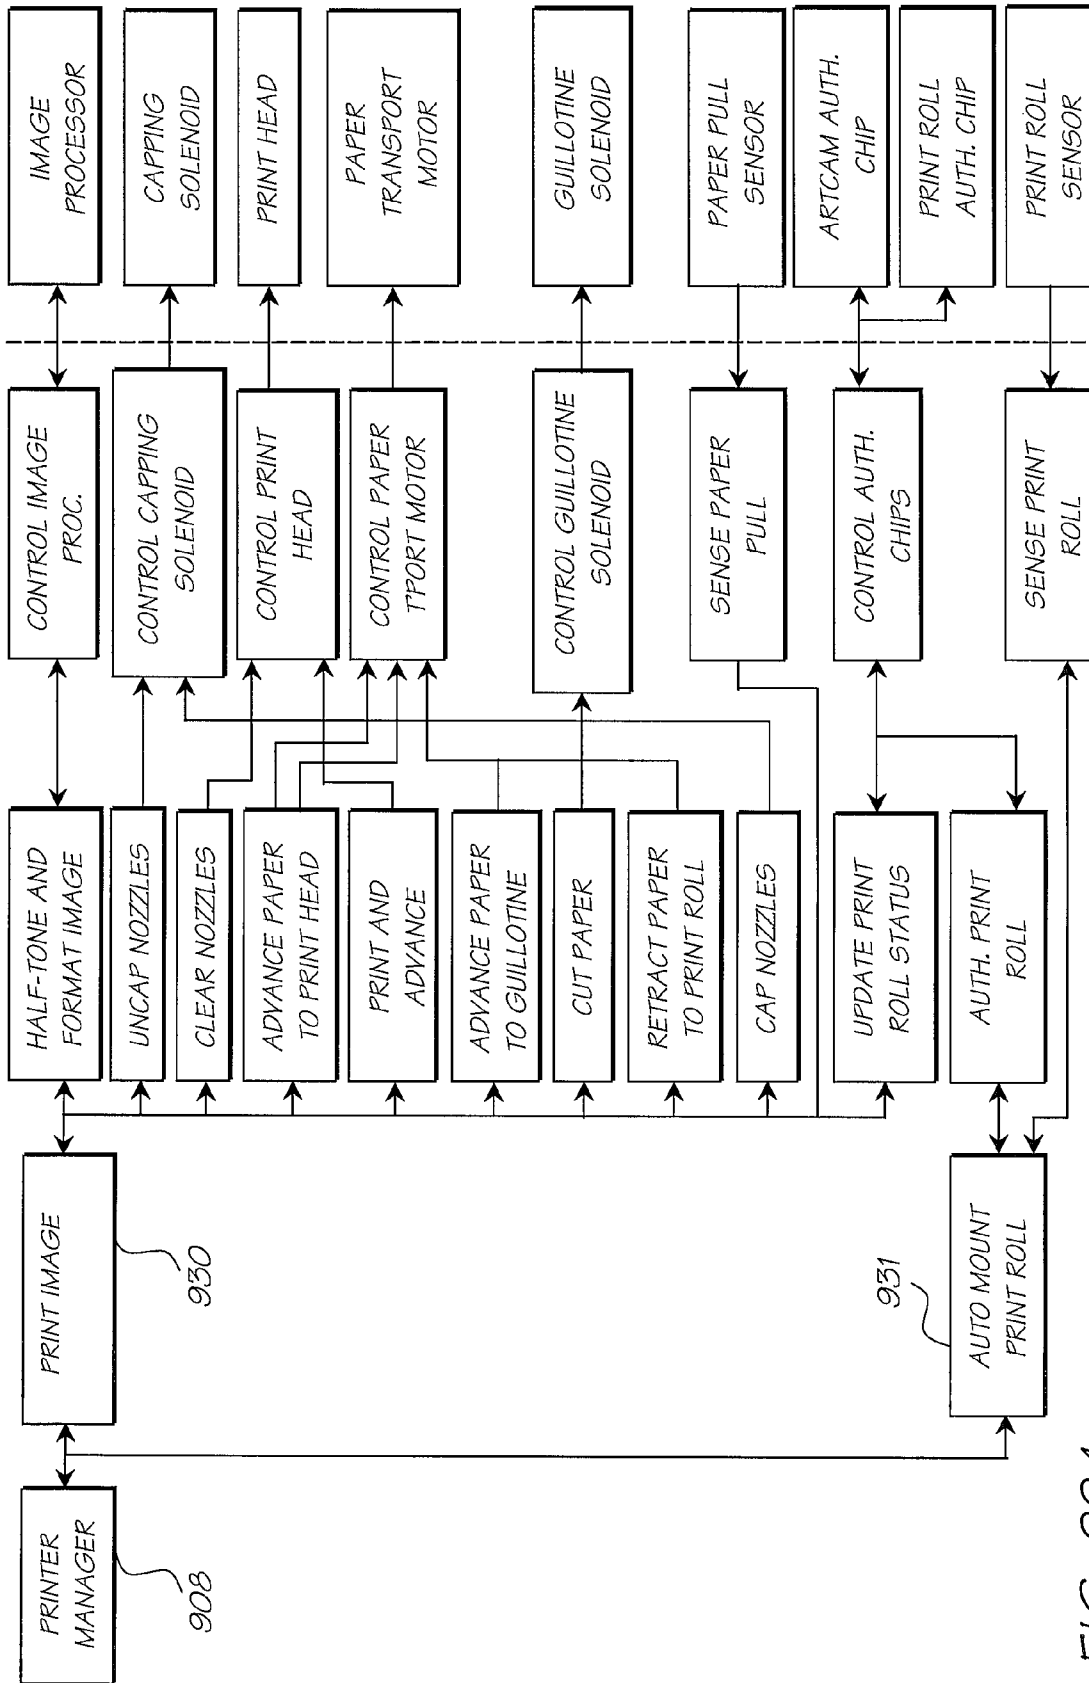 PRINTER
MANAGER
908
PRINT IMAGE
930
AUTO MOUNT
PRINT ROLL
931
HALF-TONE AND
FORMAT IMAGE
UNCAP NOZZLES
CLEAR NOZZLES
ADVANCE PAPER
TO PRINT HEAD
PRINT AND
ADVANCE
ADVANCE PAPER
TO GUILLOTINE
CUT PAPER
RETRACT PAPER
TO PRINT ROLL
CAP NOZZLES
UPDATE PRINT
ROLL STATUS
AUTH. PRINT
ROLL
CONTROL IMAGE
PROC.
CONTROL CAPPING
SOLENOID
CONTROL PRINT
HEAD
CONTROL PAPER
T'PORT MOTOR
CONTROL GUILLOTINE
SOLENOID
SENSE PAPER
PULL
CONTROL AUTH.
CHIPS
SENSE PRINT
ROLL
IMAGE
PROCESSOR
CAPPING
SOLENOID
PRINT HEAD
PAPER
TRANSPORT
MOTOR
GUILLOTINE
SOLENOID
PAPER PULL
SENSOR
ARTCAM AUTH.
CHIP
PRINT ROLL
AUTH. CHIP
PRINT ROLL
SENSOR
FIG.